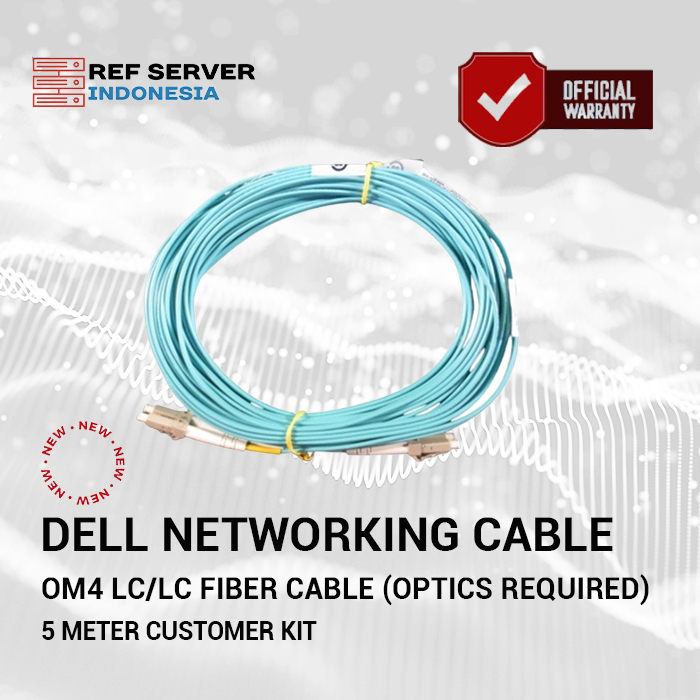 REF SERVER
INDONESIA
OFFICIAL
WARRANTY
NEW • NEW • NEW • NEW • NEW • NEW •
DELL NETWORKING CABLE
OM4 LC/LC FIBER CABLE (OPTICS REQUIRED)
5 METER CUSTOMER KIT